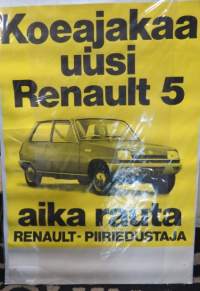 Koeajakaa
uusi
Renault 5
aika rauta
RENAULT-PIIRIEDUSTAJA